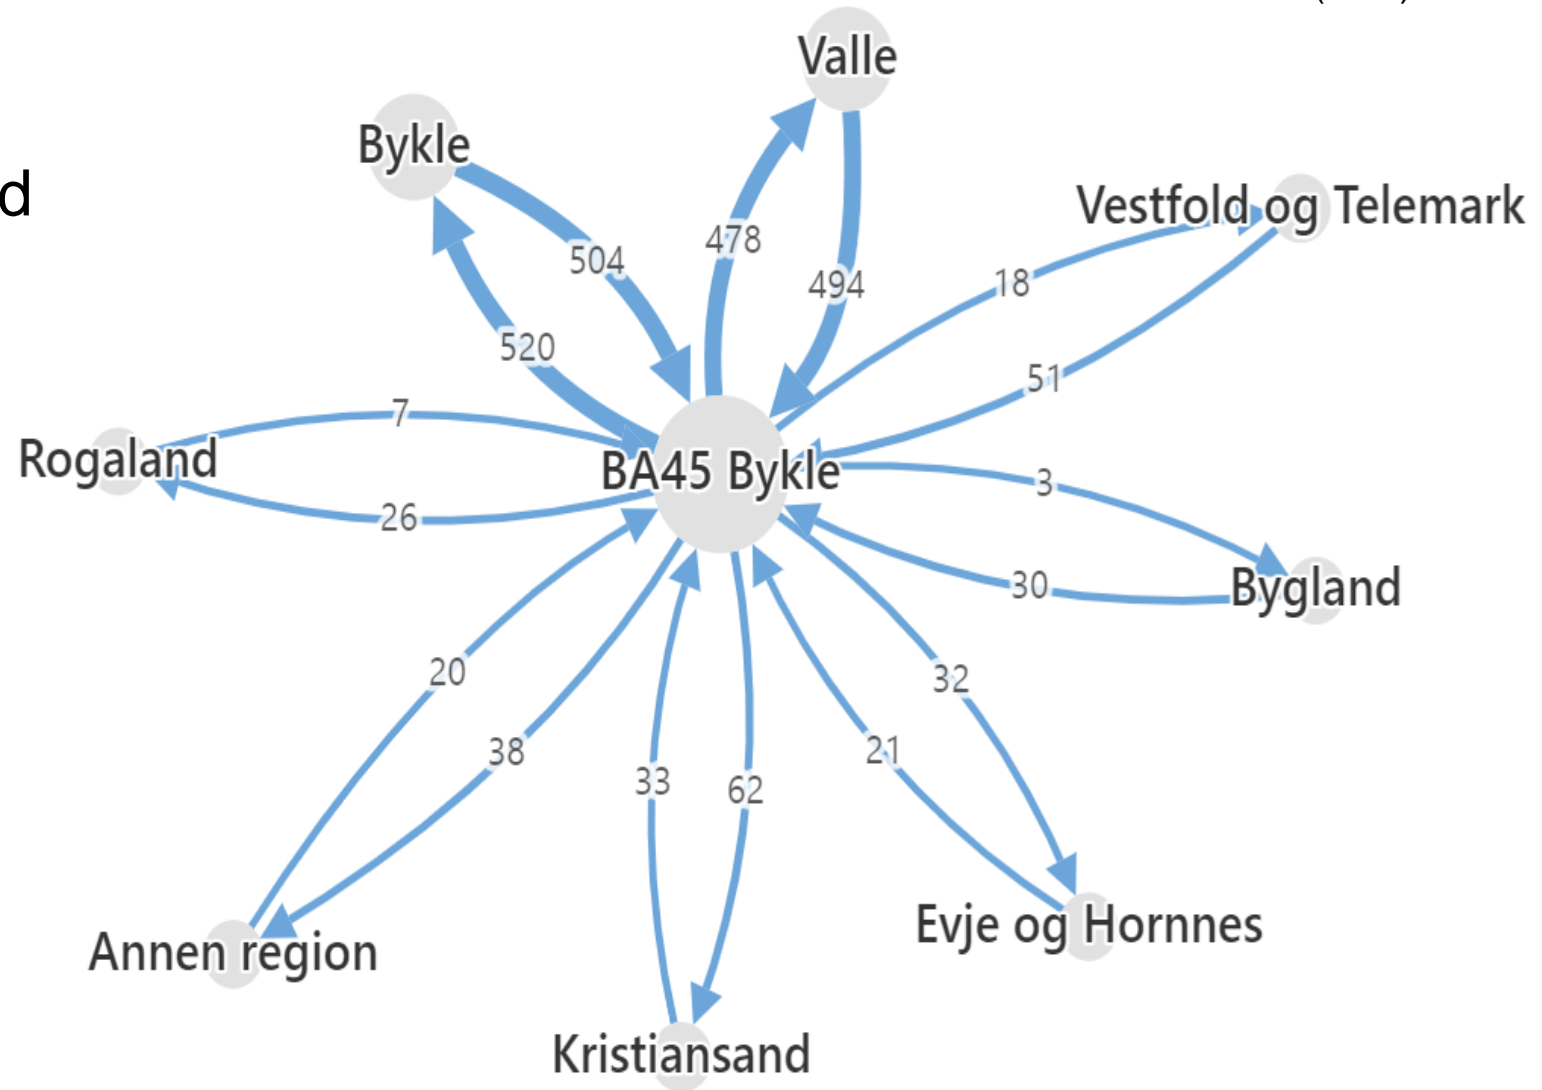 Valle
Bykle
d
Vestfold og Telemark
478
504
494
18
520
51
7
Rogaland
BA45 Bykle
3
26
30
Bygland
20
32
38
21
33
62
Evje og Hornnes
Annen region
Kristiansand